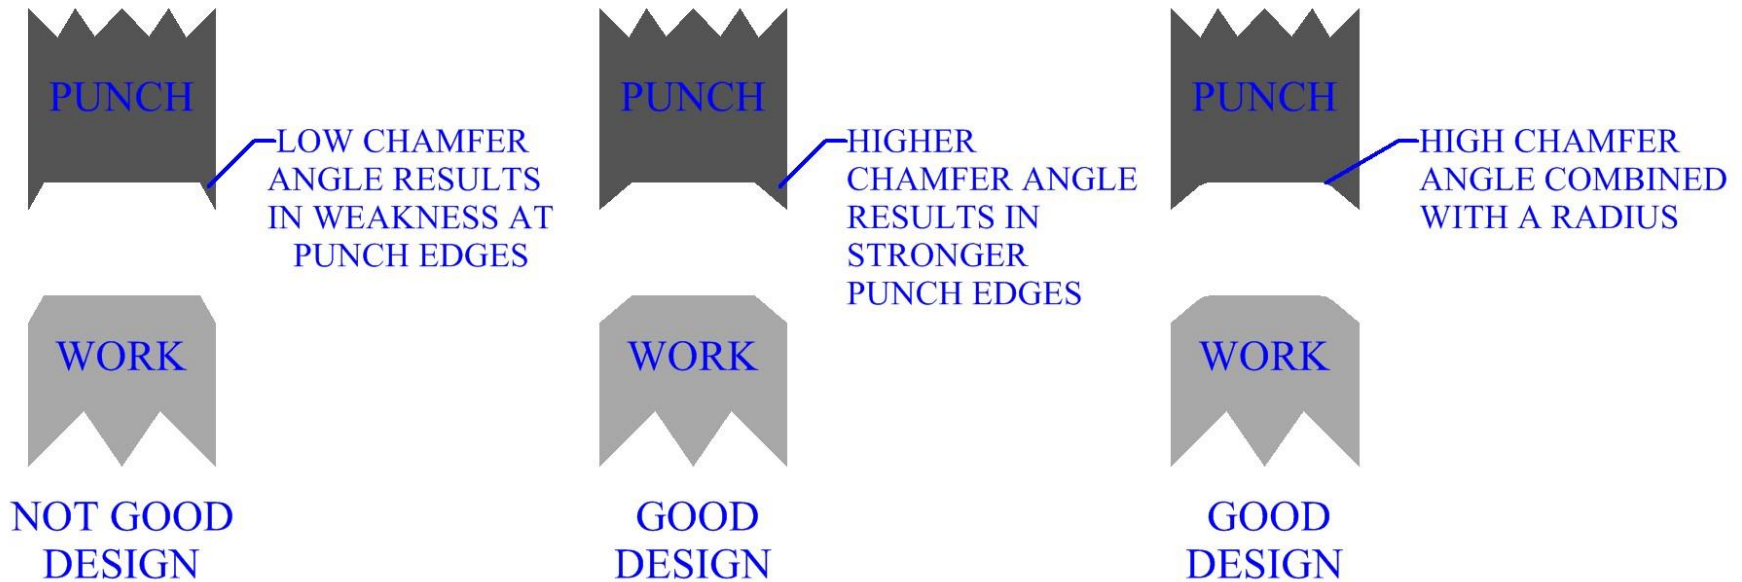 PUNCH
LOW CHAMFER
ANGLE RESULTS
IN WEAKNESS AT
PUNCH EDGES
WORK
NOT GOOD
DESIGN
PUNCH
HIGHER
CHAMFER ANGLE
RESULTS IN
STRONGER
PUNCH EDGES
WORK
GOOD
DESIGN
PUNCH
HIGH CHAMFER
ANGLE COMBINED
WITH A RADIUS
WORK
GOOD
DESIGN